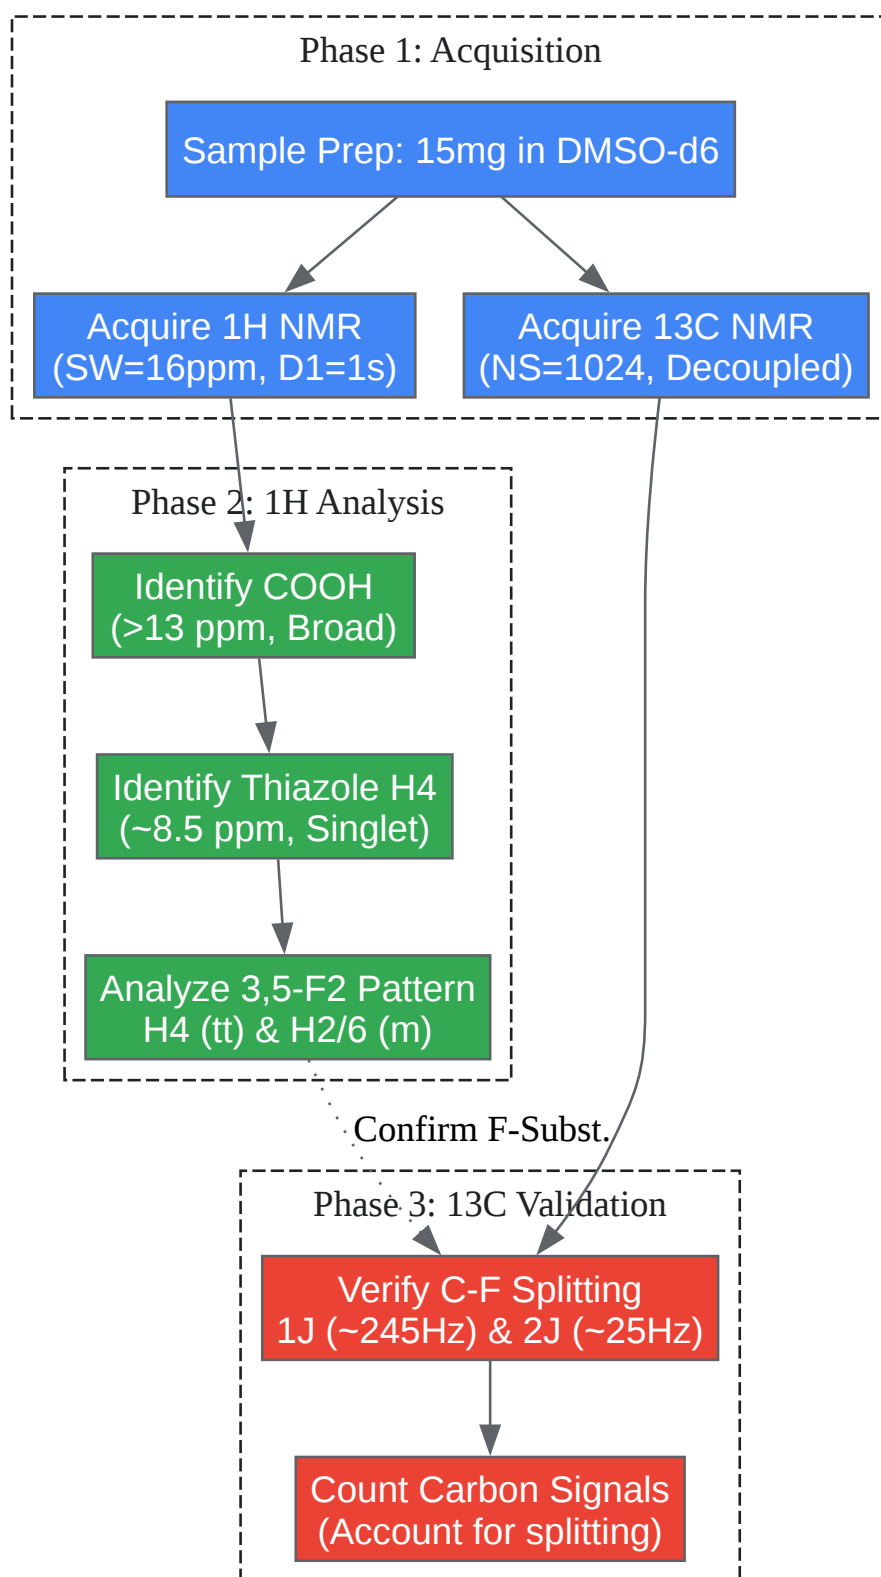 Phase 1: Acquisition
Sample Prep: 15mg in DMSO-d6
Acquire 1H NMR
(SW=16ppm, D1=1s)
Acquire 13C NMR
(NS=1024, Decoupled)
Phase 2: 1H Analysis
Identify COOH
(>13 ppm, Broad)
Identify Thiazole H4
(~8.5 ppm, Singlet)
Analyze 3,5-F2 Pattern
H4 (tt) & H2/6 (m)
Confirm F-Subst.
Phase 3: 13C Validation
Verify C-F Splitting
1J (~245Hz) & 2J (~25Hz)
Count Carbon Signals
(Account for splitting)